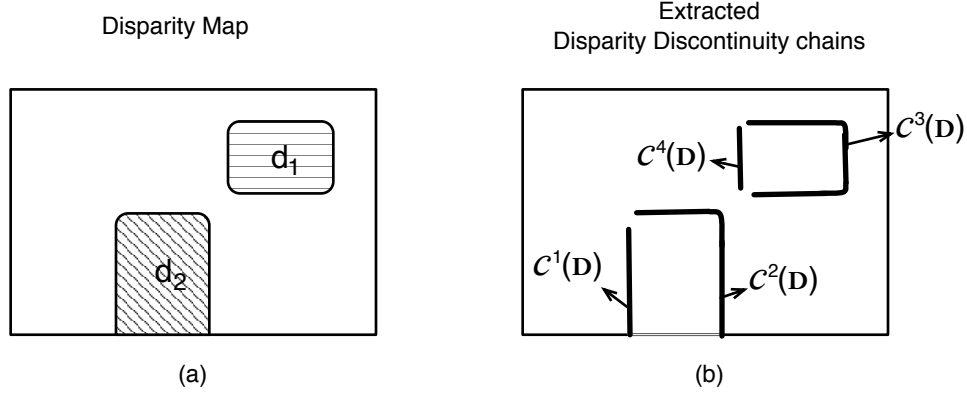 Disparity Map
Extracted
Disparity Discontinuity chains
d₁
d₂
𝒞³(𝐃)
𝒞⁴(𝐃)
𝒞¹(𝐃)
𝒞²(𝐃)
(a)
(b)